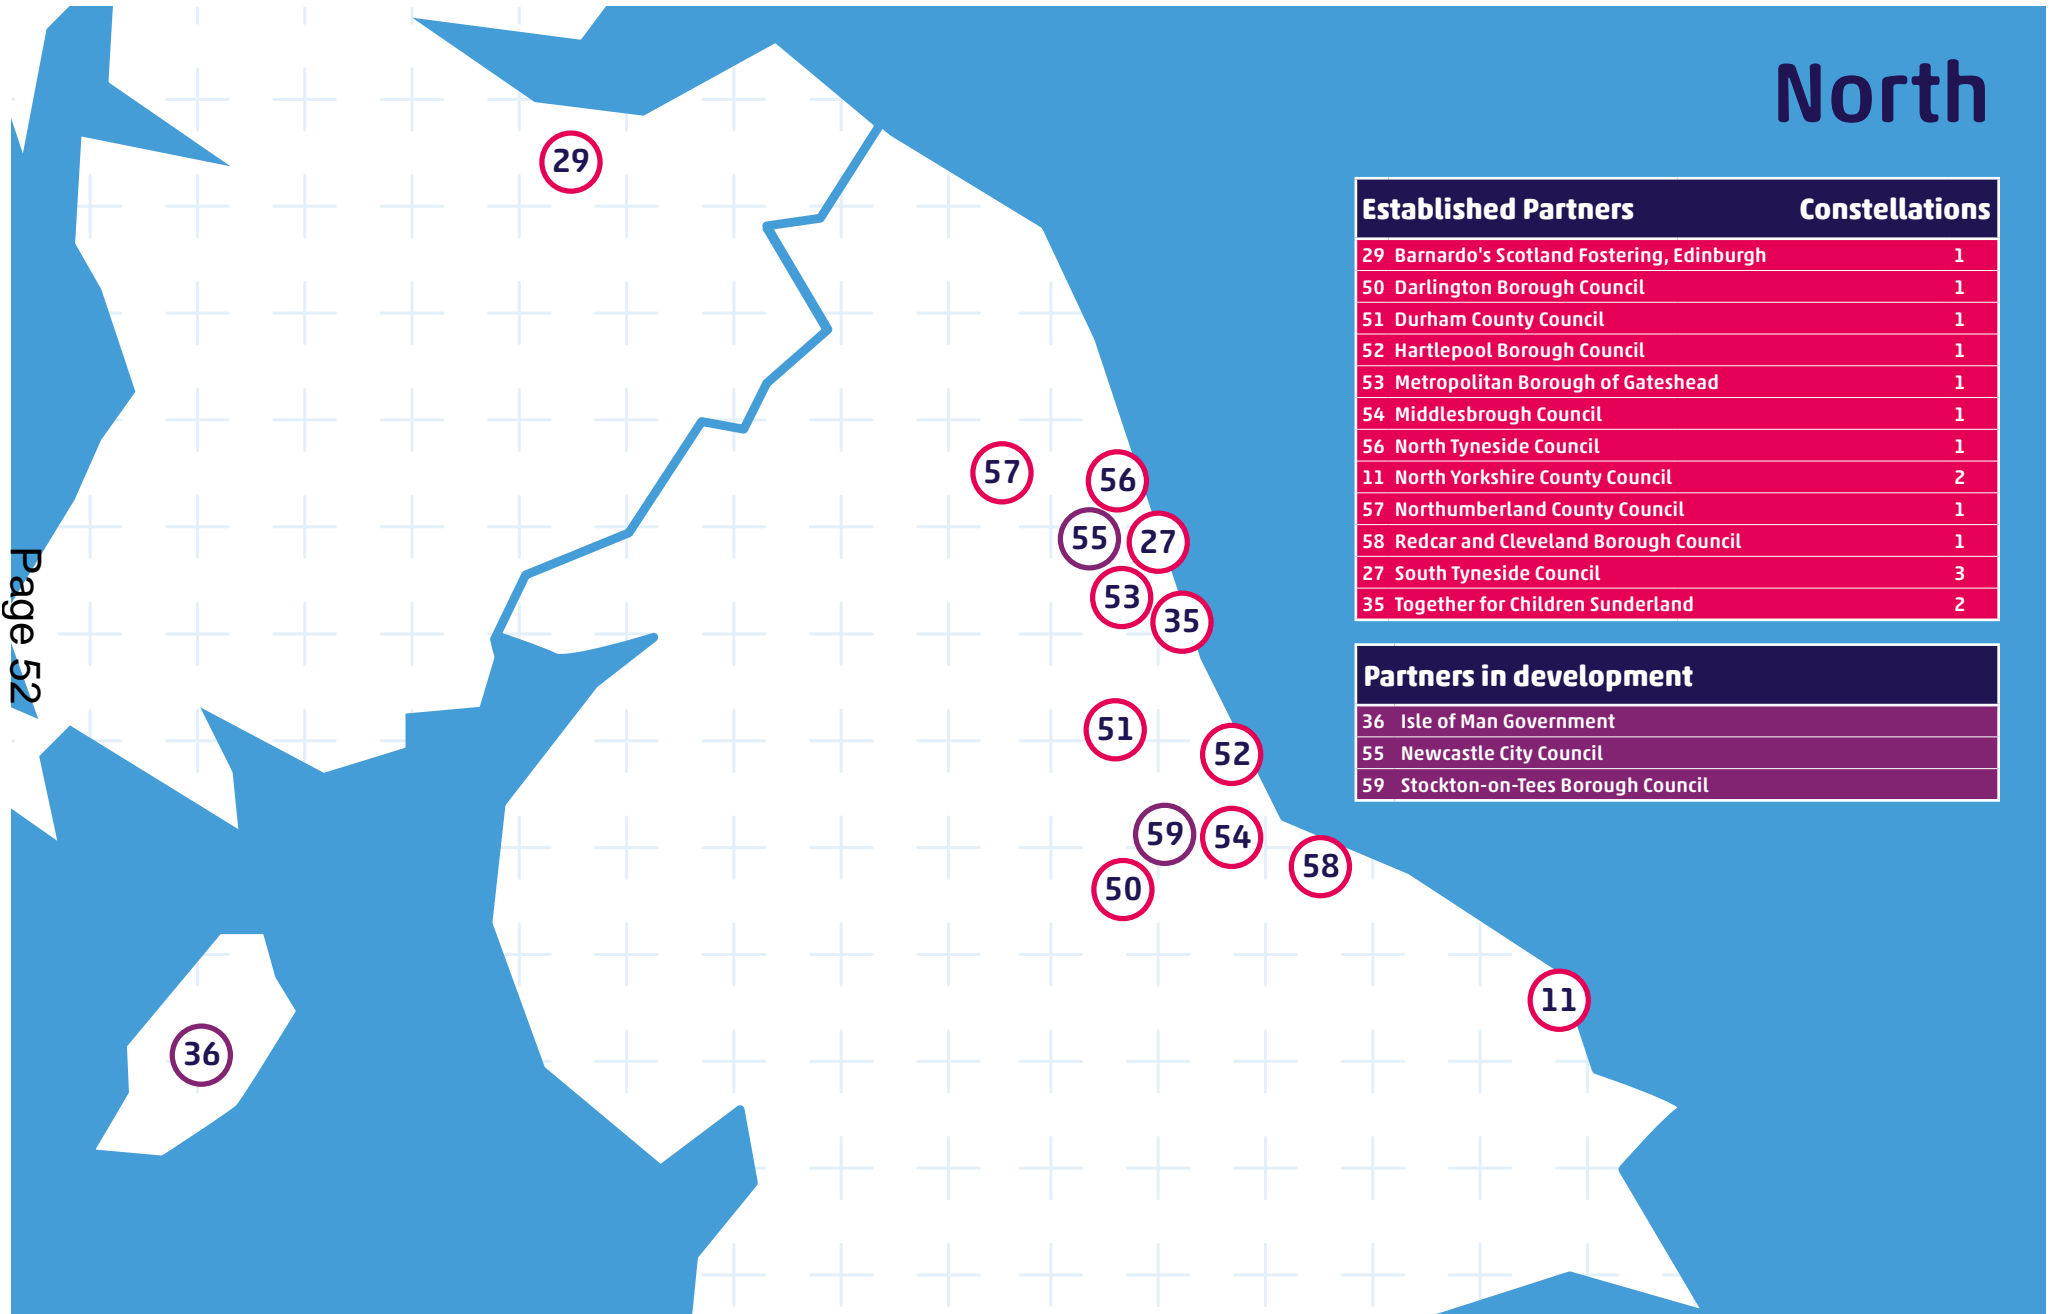 North
Established Partners Constellations
29 Barnardo's Scotland Fostering, Edinburgh 1
50 Darlington Borough Council 1
51 Durham County Council 1
52 Hartlepool Borough Council 1
53 Metropolitan Borough of Gateshead 1
54 Middlesbrough Council 1
56 North Tyneside Council 1
11 North Yorkshire County Council 2
57 Northumberland County Council 1
58 Redcar and Cleveland Borough Council 1
27 South Tyneside Council 3
35 Together for Children Sunderland 2
Partners in development
36 Isle of Man Government
55 Newcastle City Council
59 Stockton-on-Tees Borough Council
29
57
56
55
27
53
35
51
52
59
54
58
50
11
36
Page 52